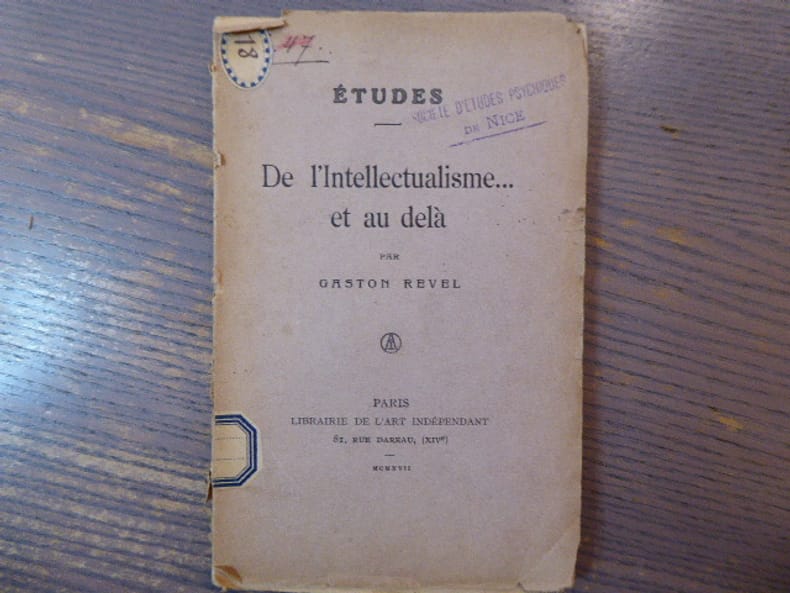 18
47.
ÉTUDES
SOCIÉTÉ D'ETUDES PSYCHIQUES
DE NICE
De l'Intellectualisme...
et au delà
PAR
GASTON REVEL
PARIS
LIBRAIRIE DE L'ART INDÉPENDANT
81, RUE DAREAU, (XIVᵉ)
MCMXVII